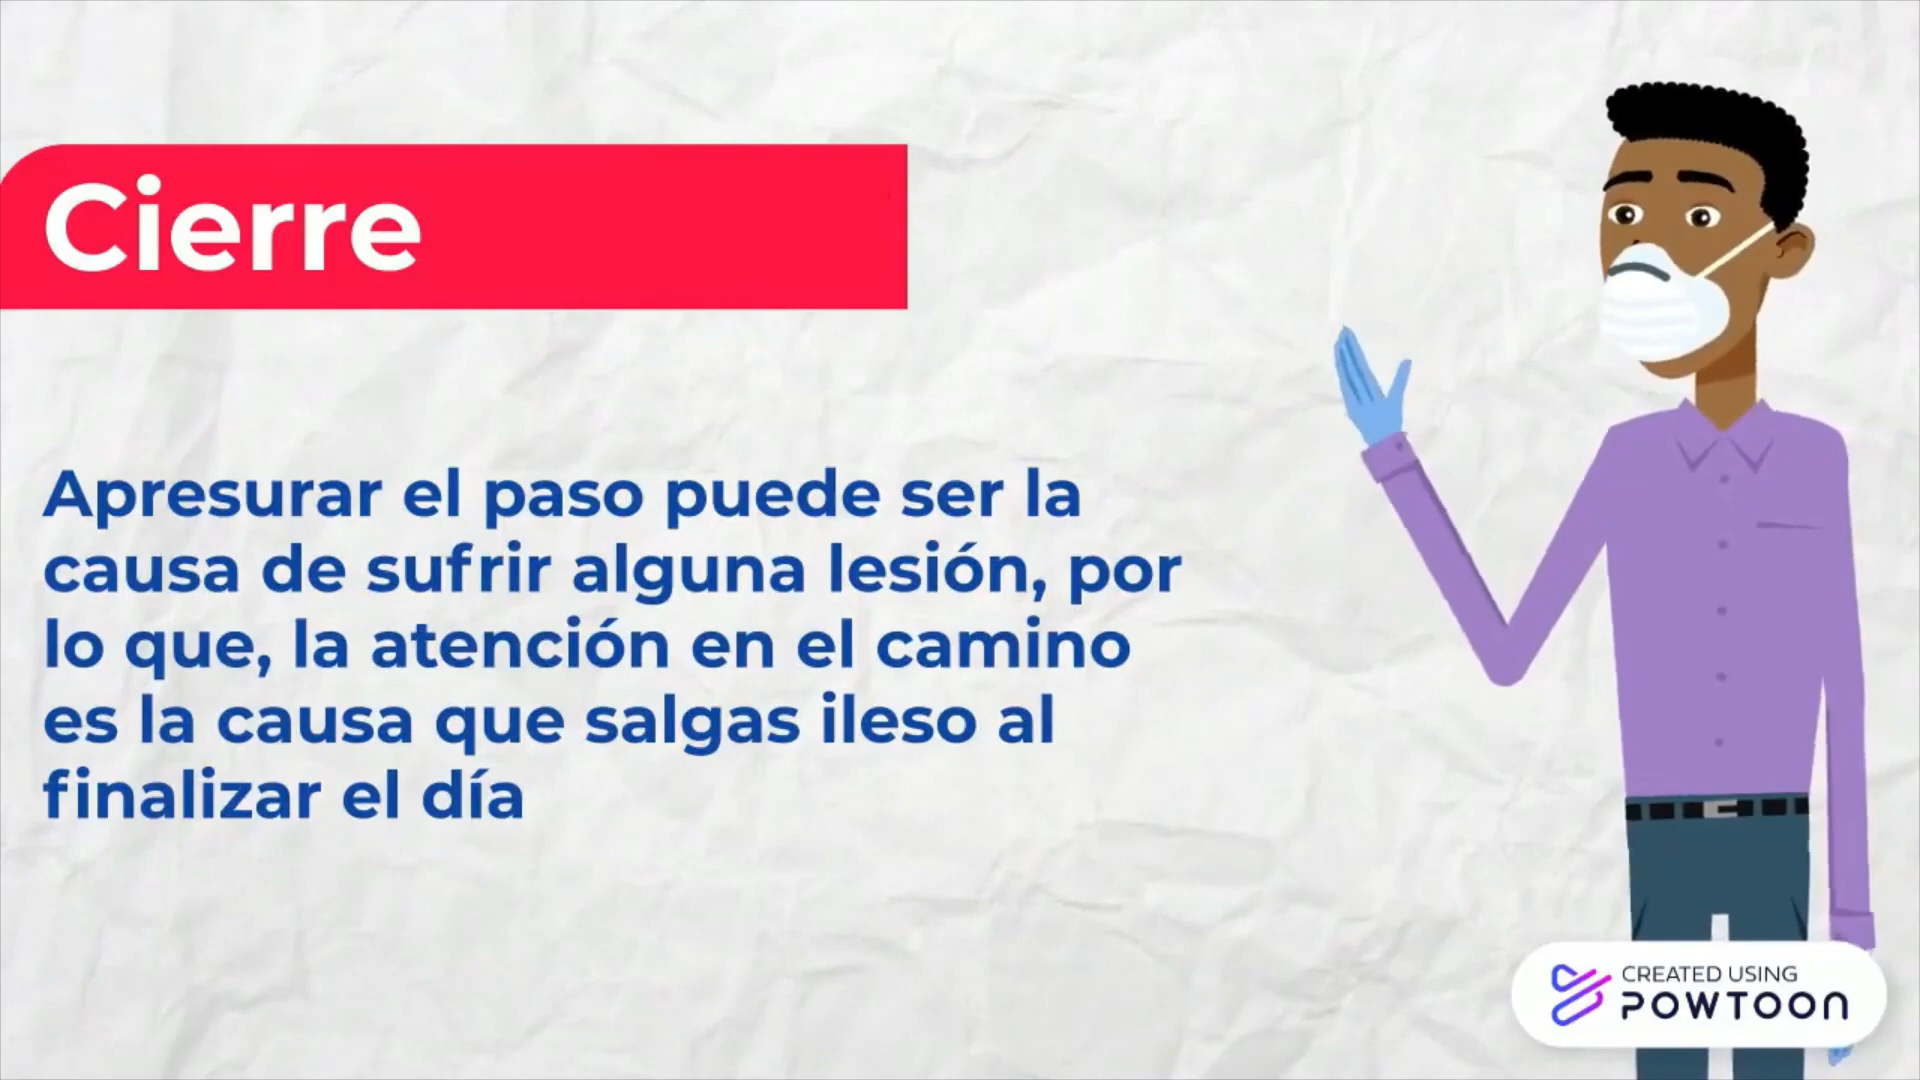 Cierre
Apresurar el paso puede ser la
causa de sufrir alguna lesión, por
lo que, la atención en el camino
es la causa que salgas ileso al
finalizar el día
CREATED USING
POWTOON